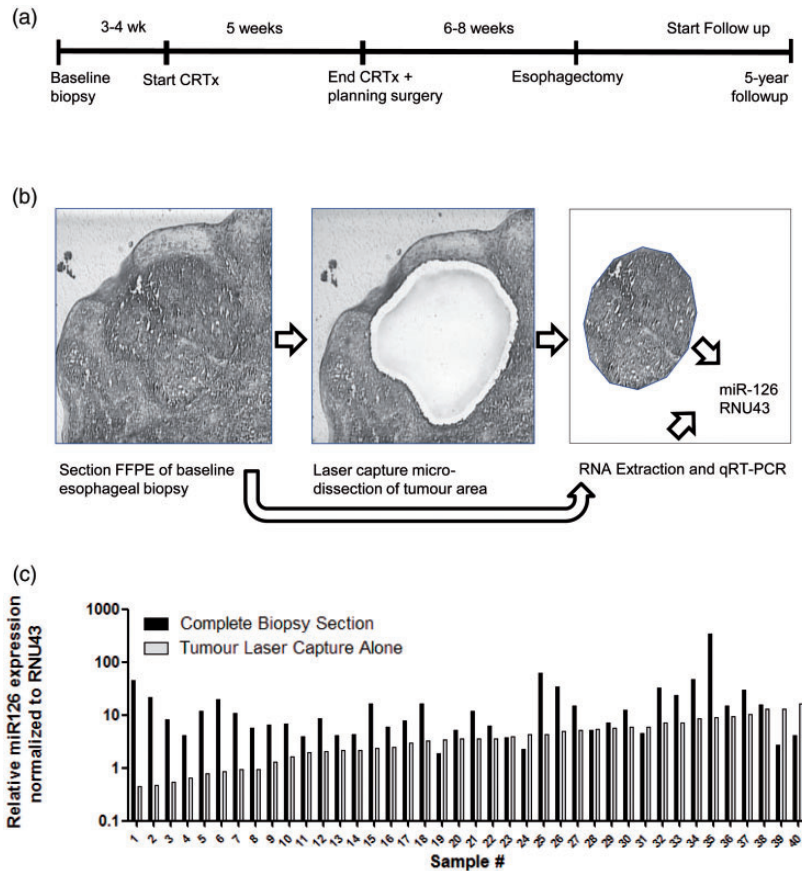 (a)
3-4 wk
5 weeks
6-8 weeks
Start Follow up
Baseline
biopsy
Start CRTx
End CRTx +
planning surgery
Esophagectomy
5-year
followup
(b)
miR-126
RNU43
Section FFPE of baseline
esophageal biopsy
Laser capture micro-
dissection of tumour area
RNA Extraction and qRT-PCR
(c)
Relative miR126 expression
normalized to RNU43
1000
100
10
1
0.1
Complete Biopsy Section
Tumour Laser Capture Alone
1 2 3 4 5 6 7 8 9 10 11 12 13 14 15 16 17 18 19 20 21 22 23 24 25 26 27 28 29 30 31 32 33 34 35 36 37 38 39 40
Sample #